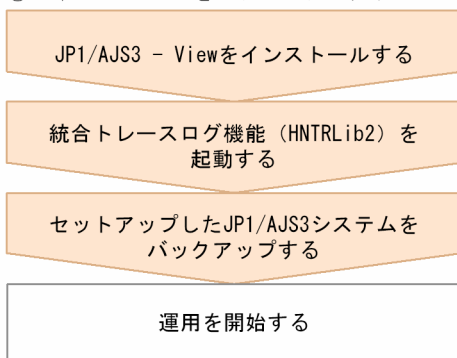 JP1/AJS3 - Viewをインストールする
統合トレースログ機能（HNTRLib2）を
起動する
セットアップしたJP1/AJS3システムを
バックアップする
運用を開始する